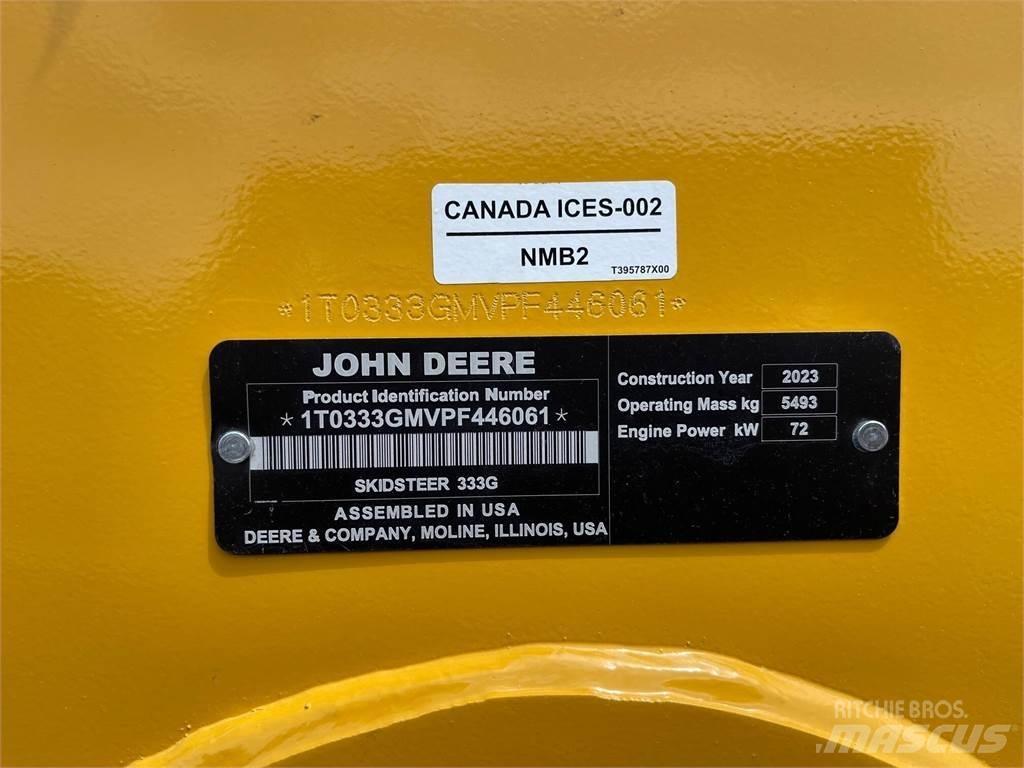 CANADA ICES-002
NMB2
T395787X00
*1T0333GMVPF446061*
JOHN DEERE
Product Identification Number
*1T0333GMVPF446061*
SKIDSTEER 333G
ASSEMBLED IN USA
DEERE & COMPANY, MOLINE, ILLINOIS, USA
Construction Year 2023
Operating Mass kg 5493
Engine Power kW 72
RITCHIE BROS.
MASCUS